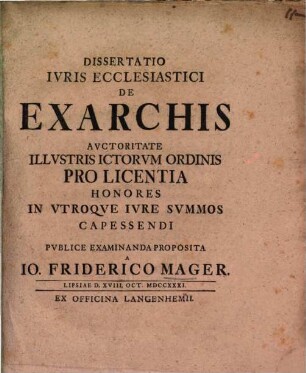 DISSERTATIO
IVRIS ECCLESIASTICI
DE
EXARCHIS
AVCTORITATE
ILLVSTRIS ICTORVM ORDINIS
PRO LICENTIA
HONORES
IN VTROQVE IVRE SVMMOS
CAPESSENDI
PVBLICE EXAMINANDA PROPOSITA
A
IO. FRIDERICO MAGER.
LIPSIAE D. XVIII. OCT. MDCCXXXI.
EX OFFICINA LANGENHEMII.